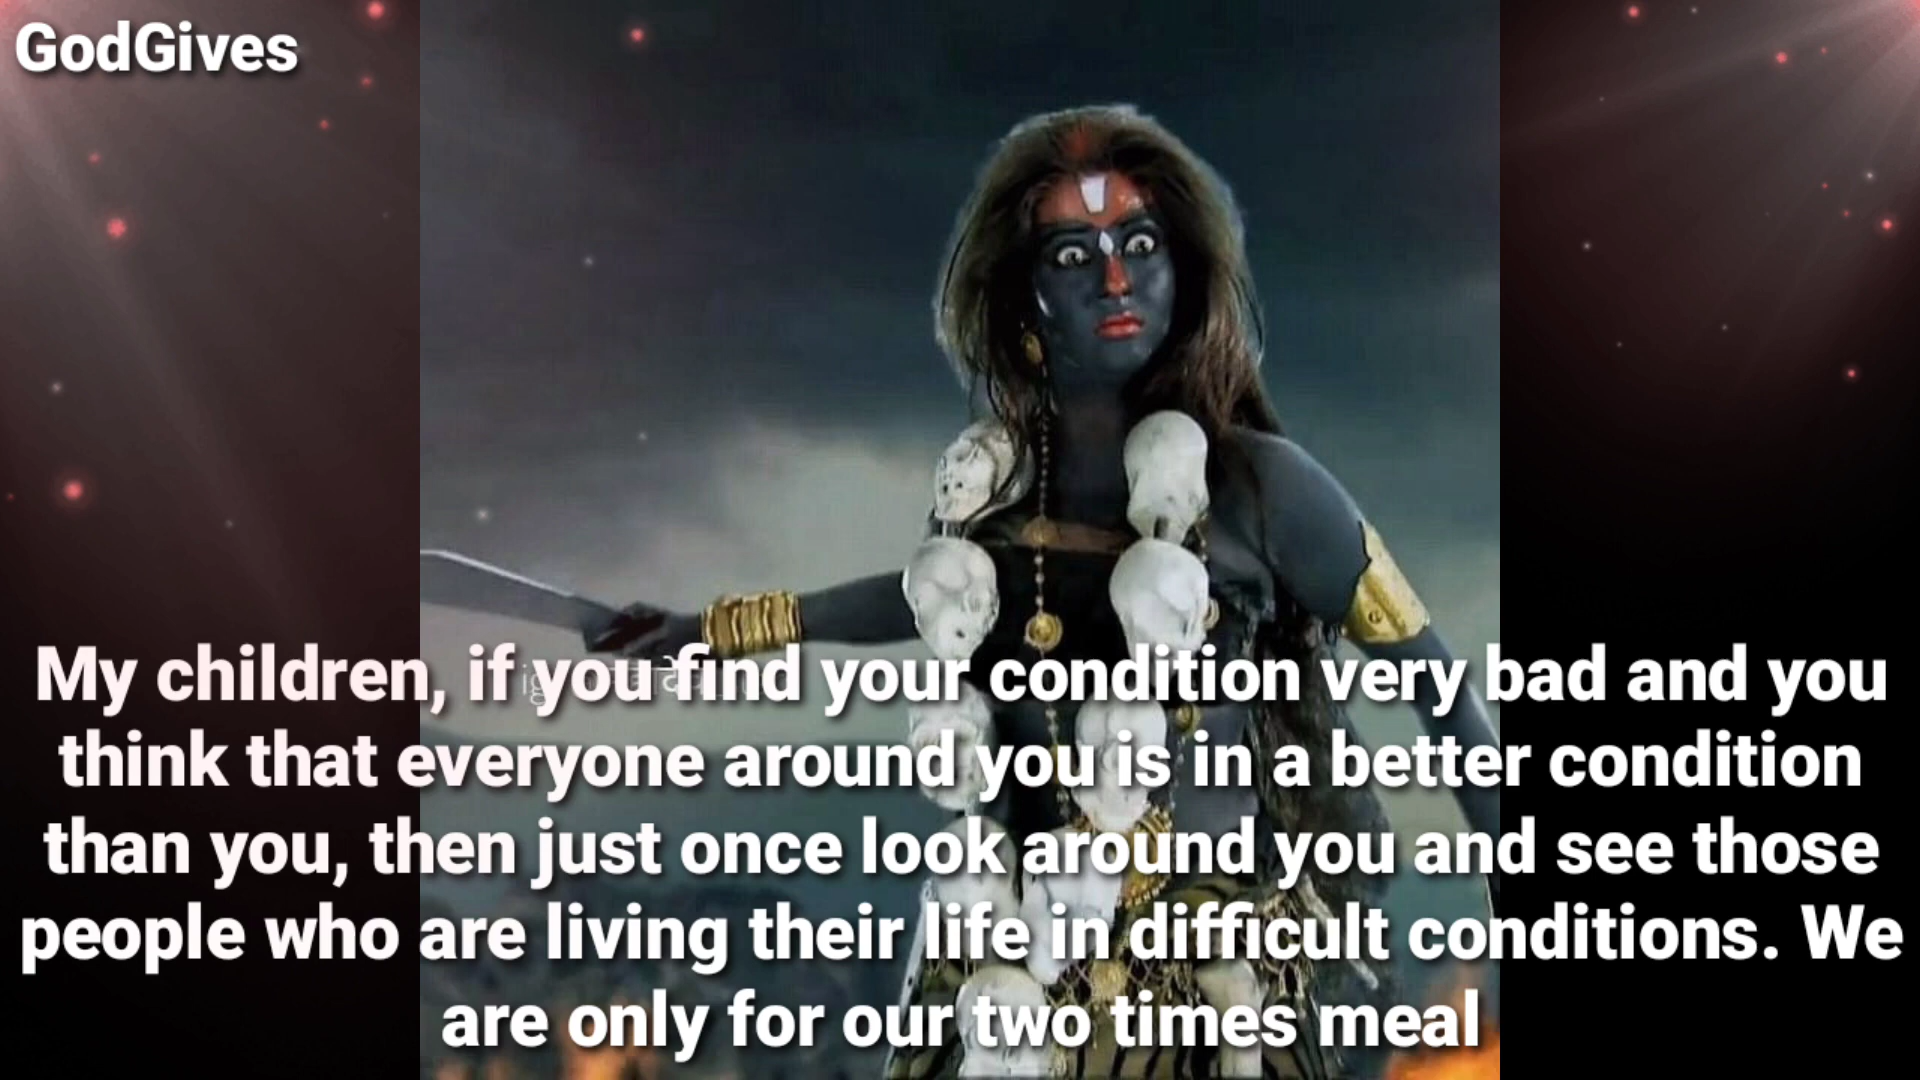 GodGives
My children, if you find your condition very bad and you
think that everyone around you is in a better condition
than you, then just once look around you and see those
people who are living their life in difficult conditions. We
are only for our two times meal